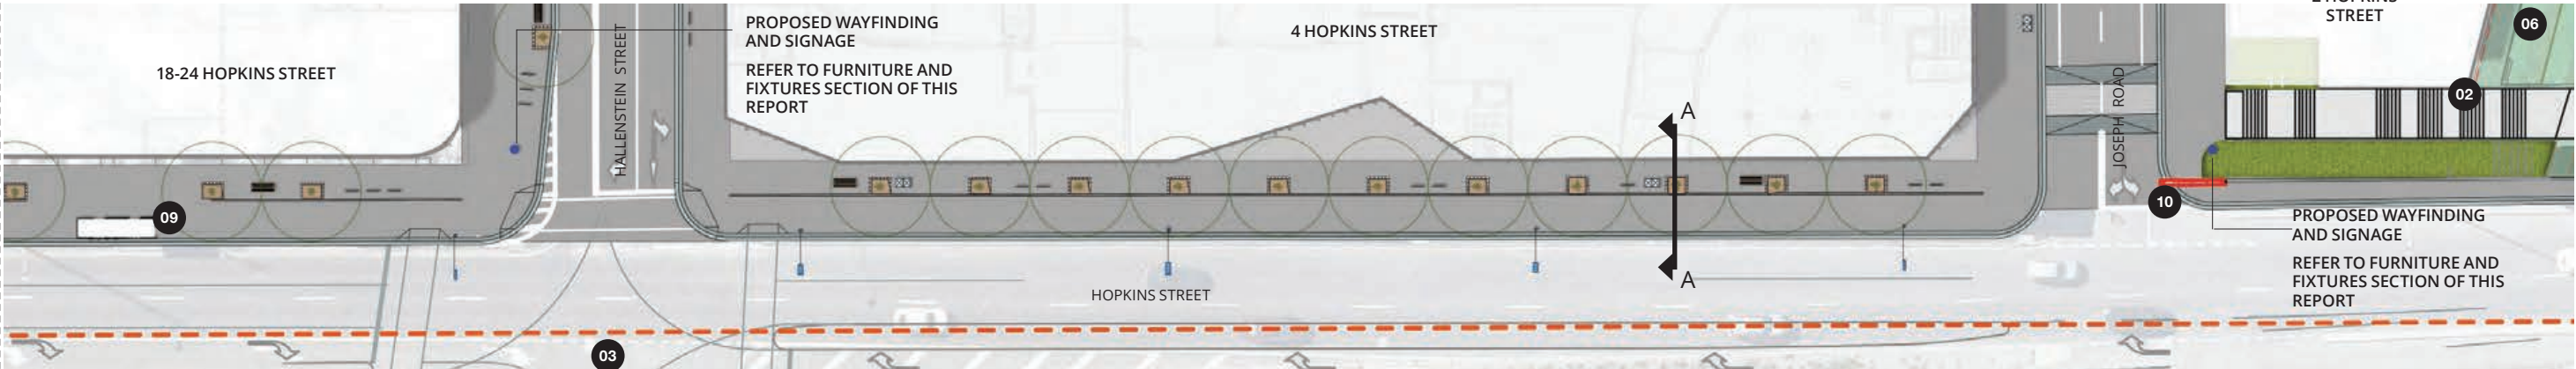 18-24 HOPKINS STREET
09
HALLENSTEIN STREET
PROPOSED WAYFINDING
AND SIGNAGE
REFER TO FURNITURE AND
FIXTURES SECTION OF THIS
REPORT
4 HOPKINS STREET
A
A
HOPKINS STREET
03
JOSEPH ROAD
10
STREET
06
02
PROPOSED WAYFINDING
AND SIGNAGE
REFER TO FURNITURE AND
FIXTURES SECTION OF THIS
REPORT